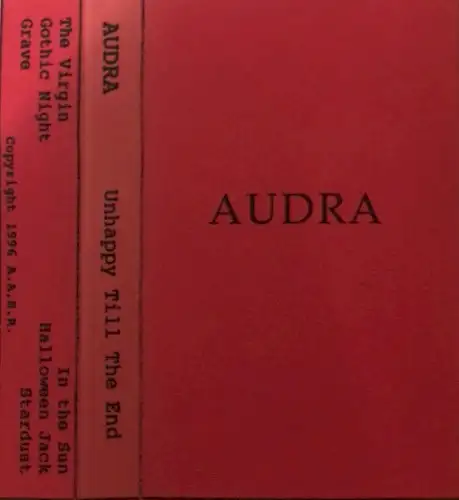 AUDRA
AUDRA Unhappy Till The End
The Virgin
Gothic Night
Grave
In the Sun
Halloween Jack
Stardust
Copyright 1996 A.A.H.R.